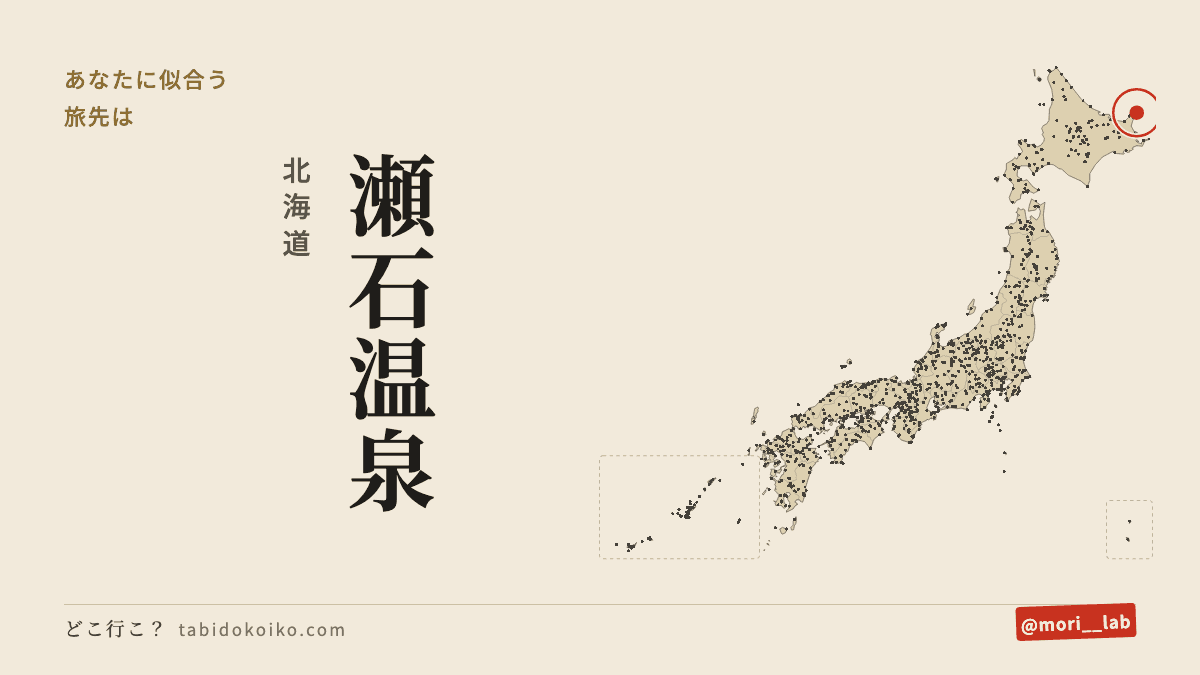 あなたに似合う
旅先は
北海道
瀬石温泉
どこ行こ？ tabidokoiko.com
@mori__lab